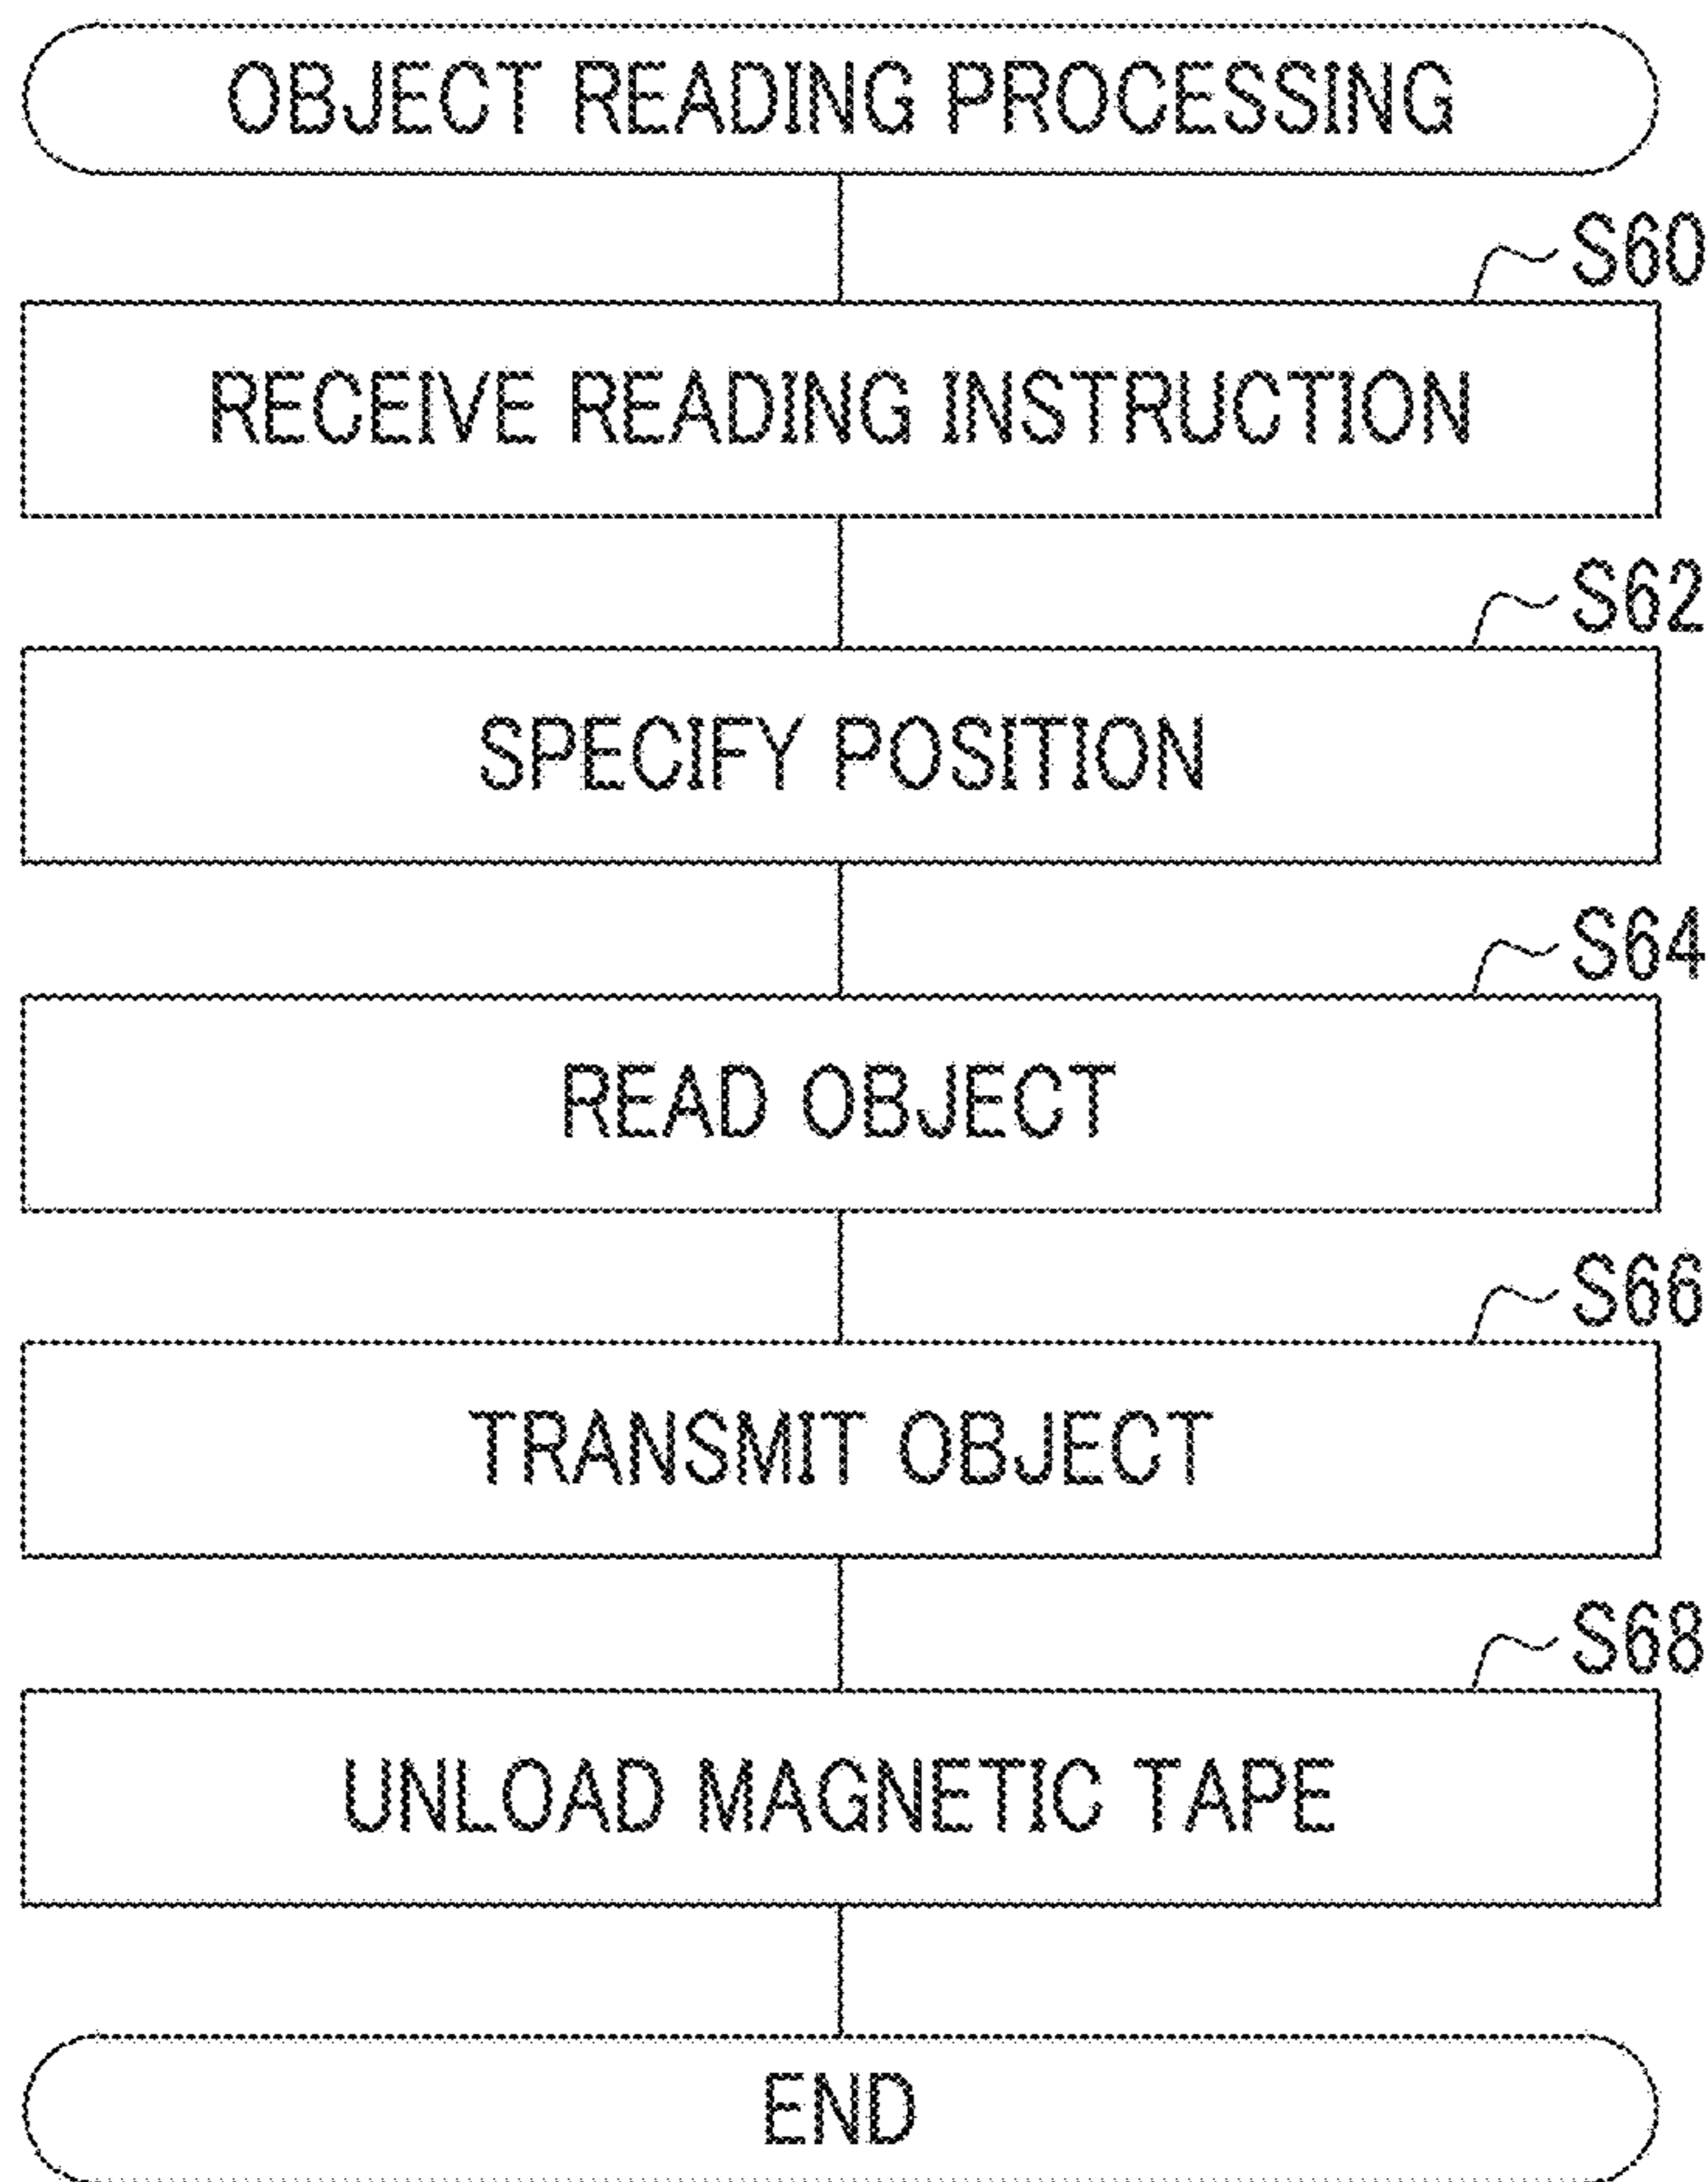 OBJECT READING PROCESSING
S60
RECEIVE READING INSTRUCTION
S62
SPECIFY POSITION
S64
READ OBJECT
S66
TRANSMIT OBJECT
S68
UNLOAD MAGNETIC TAPE
END